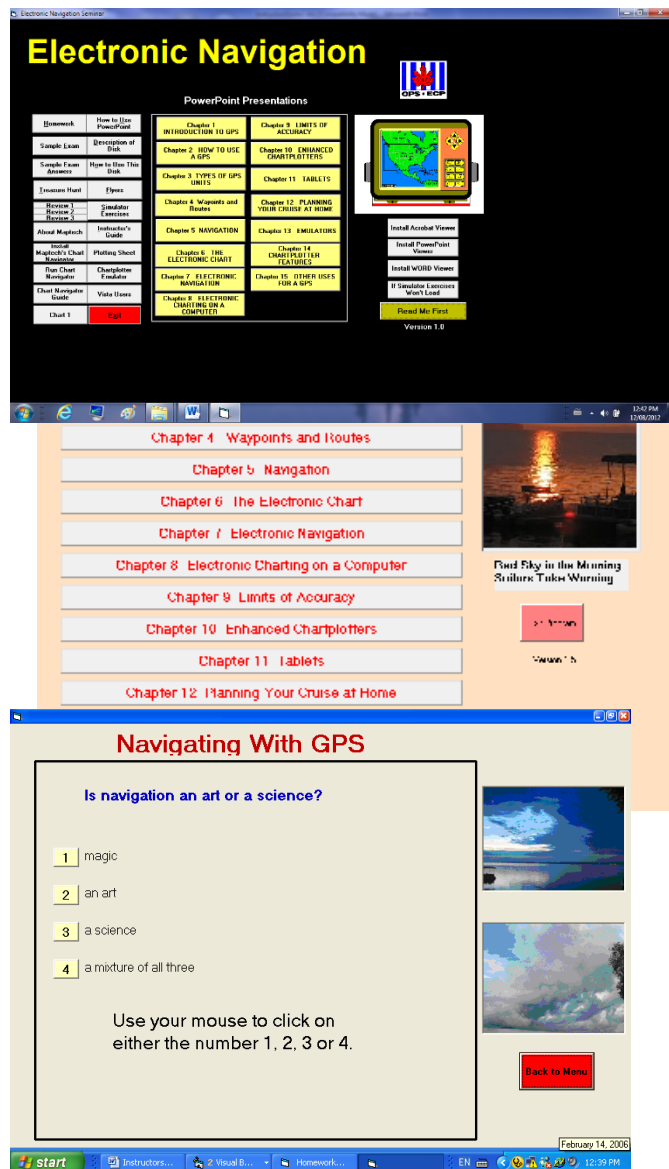 Electronic Navigation Seminar
Electronic Navigation
CPS • ECP
PowerPoint Presentations
Homework
How to Use
PowerPoint
Sample Exam
Description of
Disk
Sample Exam
Answers
How to Use This
Disk
Treasure Hunt
Flyers
Review 1
Review 2
Review 3
Simulator
Exercises
About Maptech
Instructor's
Guide
Install
Maptech's Chart
Navigator
Plotting Sheet
Run Chart
Navigator
Chartplotter
Emulator
Chart Navigator
Guide
Vista Users
Chart 1
Exit
Chapter 1
INTRODUCTION TO GPS
Chapter 2 HOW TO USE
A GPS
Chapter 3 TYPES OF GPS
UNITS
Chapter 4 Waypoints and
Routes
Chapter 5 NAVIGATION
Chapter 6 THE
ELECTRONIC CHART
Chapter 7 ELECTRONIC
NAVIGATION
Chapter 8 ELECTRONIC
CHARTING ON A
COMPUTER
Chapter 9 LIMITS OF
ACCURACY
Chapter 10 ENHANCED
CHARTPLOTTERS
Chapter 11 TABLETS
Chapter 12 PLANNING
YOUR CRUISE AT HOME
Chapter 13 EMULATORS
Chapter 14
CHARTPLOTTER
FEATURES
Chapter 15 OTHER USES
FOR A GPS
Install Acrobat Viewer
Install PowerPoint
Viewer
Install WORD Viewer
If Simulator Exercises
Won't Load
Read Me First
Version 1.0
12:42 PM
12/08/2012
Chapter 4 Waypoints and Routes
Chapter 5 Navigation
Chapter 6 The Electronic Chart
Chapter 7 Electronic Navigation
Chapter 8 Electronic Charting on a Computer
Chapter 9 Limits of Accuracy
Chapter 10 Enhanced Chartplotters
Chapter 11 Tablets
Chapter 12 Planning Your Cruise at Home
Red Sky in the Morning
Sailors Take Warning
Version 1.5
Navigating With GPS
Is navigation an art or a science?
1 magic
2 an art
3 a science
4 a mixture of all three
Use your mouse to click on
either the number 1, 2, 3 or 4.
Back to Menu
February 14, 2006
start
Instructors...
2 Visual B...
Homework...
EN
12:39 PM